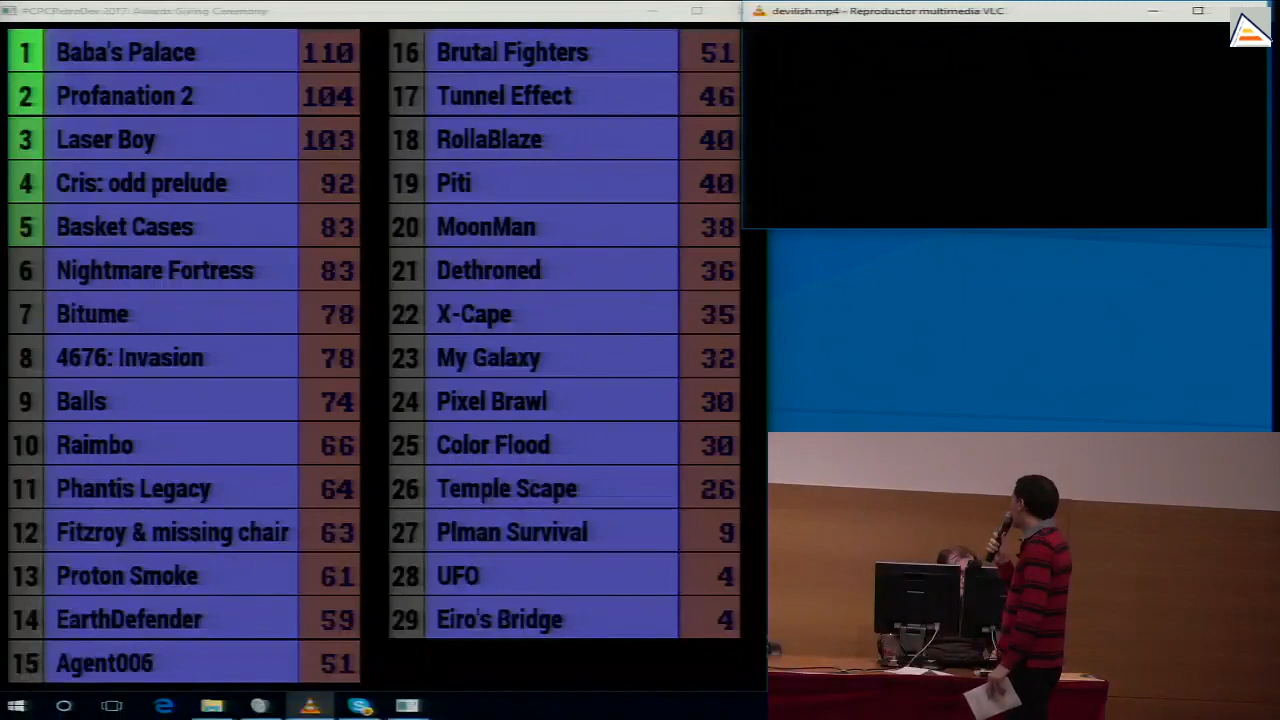 #CPCRetroDev 2017: Awards Giving Ceremony
devilish.mp4 - Reproductor multimedia VLC
1 Baba's Palace 110
2 Profanation 2 104
3 Laser Boy 103
4 Cris: odd prelude 92
5 Basket Cases 83
6 Nightmare Fortress 83
7 Bitume 78
8 4676: Invasion 78
9 Balls 74
10 Raimbo 66
11 Phantis Legacy 64
12 Fitzroy & missing chair 63
13 Proton Smoke 61
14 EarthDefender 59
15 Agent006 51
16 Brutal Fighters 51
17 Tunnel Effect 46
18 RollaBlaze 40
19 Piti 40
20 MoonMan 38
21 Dethroned 36
22 X-Cape 35
23 My Galaxy 32
24 Pixel Brawl 30
25 Color Flood 30
26 Temple Scape 26
27 Plman Survival 9
28 UFO 4
29 Eiro's Bridge 4